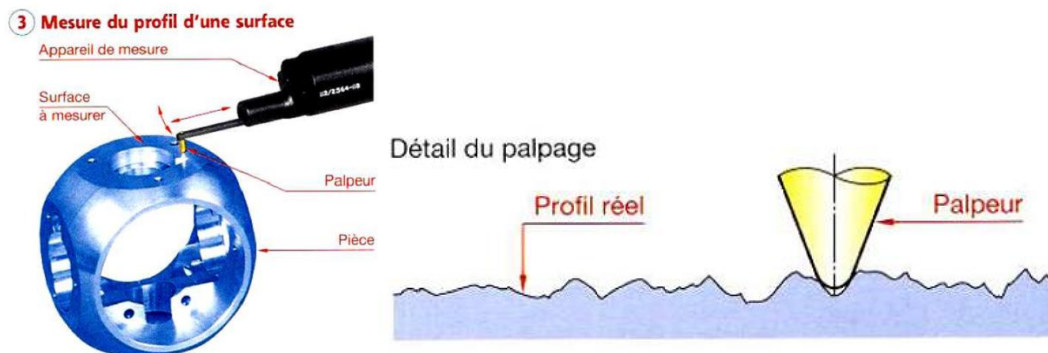 3 Mesure du profil d'une surface
Appareil de mesure
Surface
à mesurer
Palpeur
Pièce
Détail du palpage
Profil réel
Palpeur